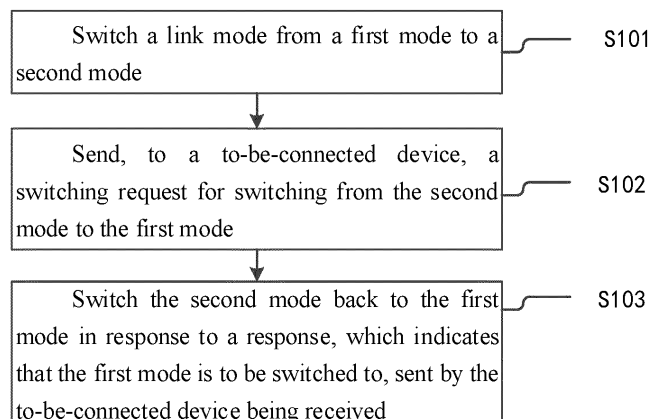 Switch a link mode from a first mode to a
second mode
S101
Send, to a to-be-connected device, a
switching request for switching from the second
mode to the first mode
S102
Switch the second mode back to the first
mode in response to a response, which indicates
that the first mode is to be switched to, sent by the
to-be-connected device being received
S103